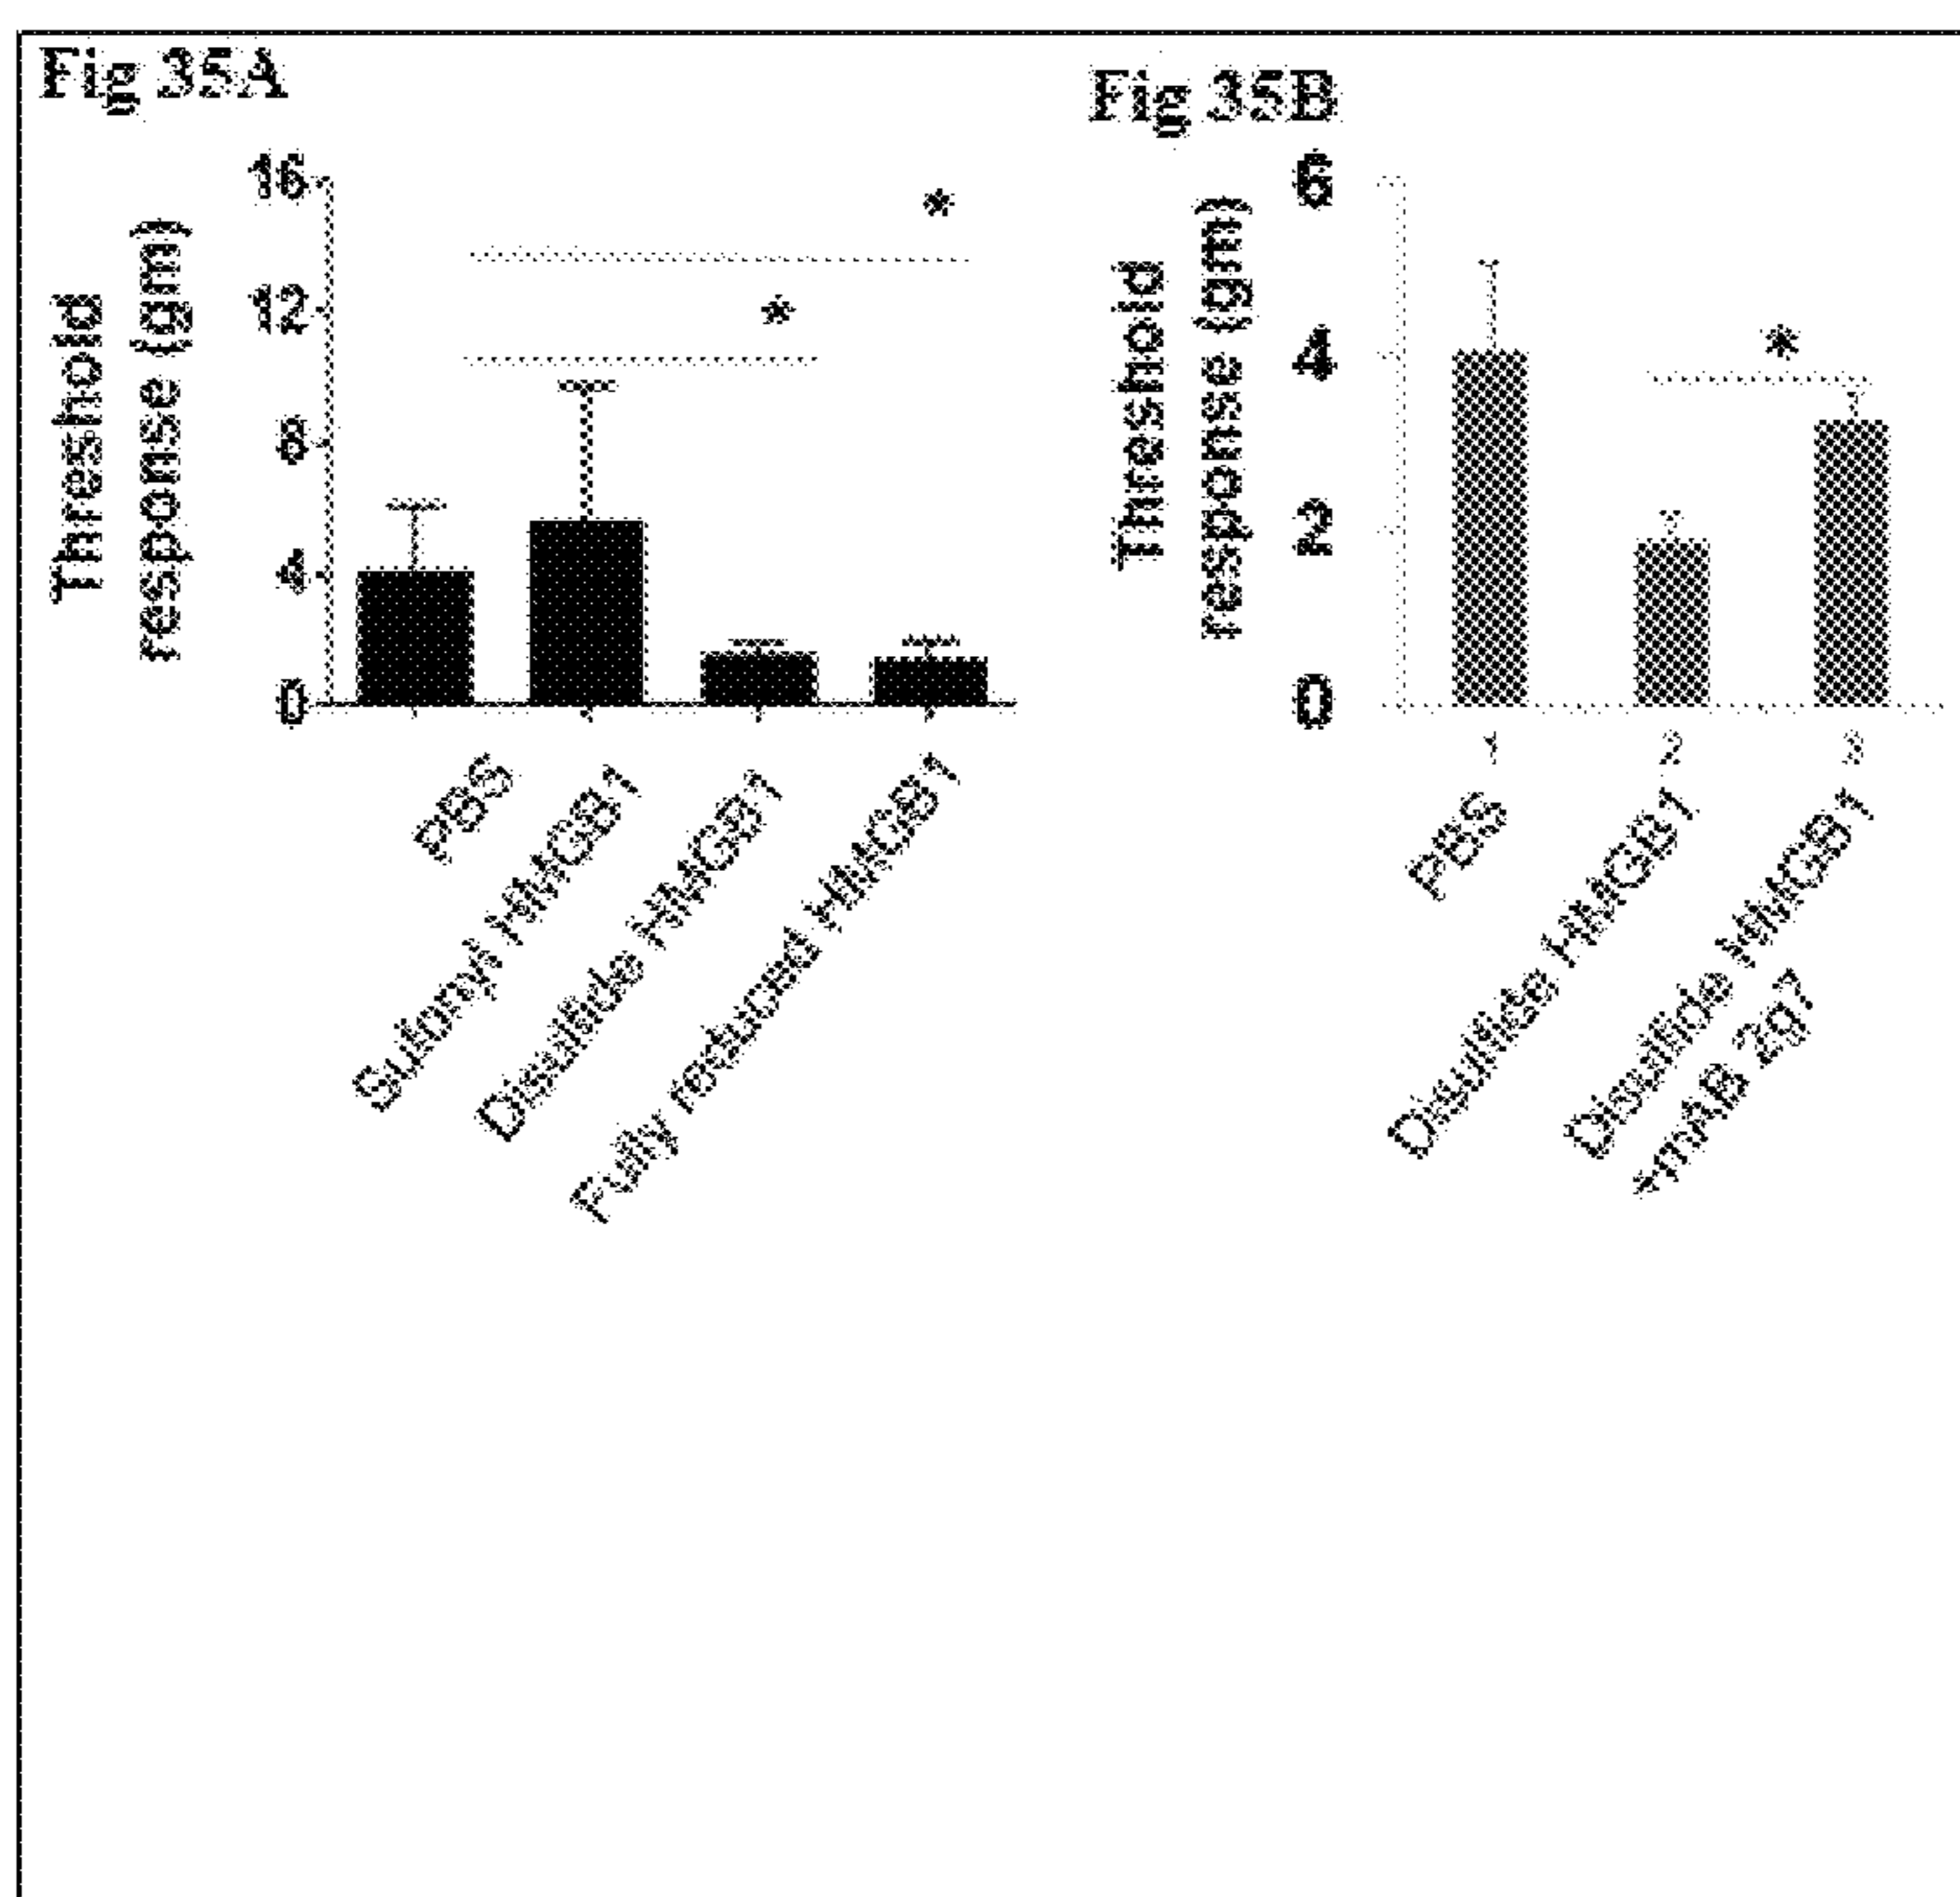 Fig 35A
Threshold
response (gm)
16
12
8
4
0
*
*
PBS
Sulfonyl HMGB1
Disulfide HMGB1
Fully reduced HMGB1
Fig 35B
Threshold
response (gm)
6
4
2
0
*
1
2
3
PBS
Disulfide HMGB1
Disulfide HMGB1
+mAB 2g7